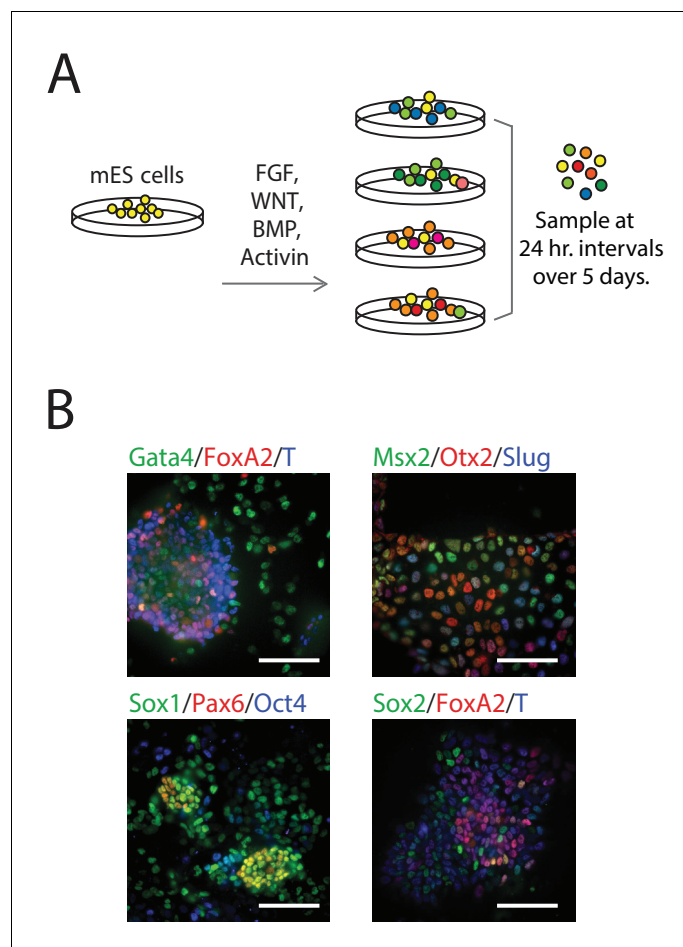 A
mES cells
FGF,
WNT,
BMP,
Activin
Sample at
24 hr. intervals
over 5 days.
B
Gata4/FoxA2/T
Msx2/Otx2/Slug
Sox1/Pax6/Oct4
Sox2/FoxA2/T